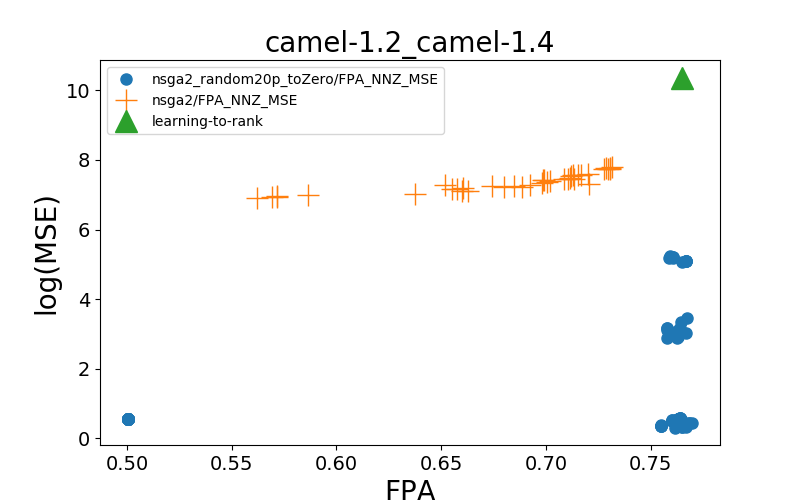 camel-1.2_camel-1.4
nsga2_random20p_toZero/FPA_NNZ_MSE
nsga2/FPA_NNZ_MSE
learning-to-rank
log(MSE)
10
8
6
4
2
0
0.50 0.55 0.60 0.65 0.70 0.75
FPA